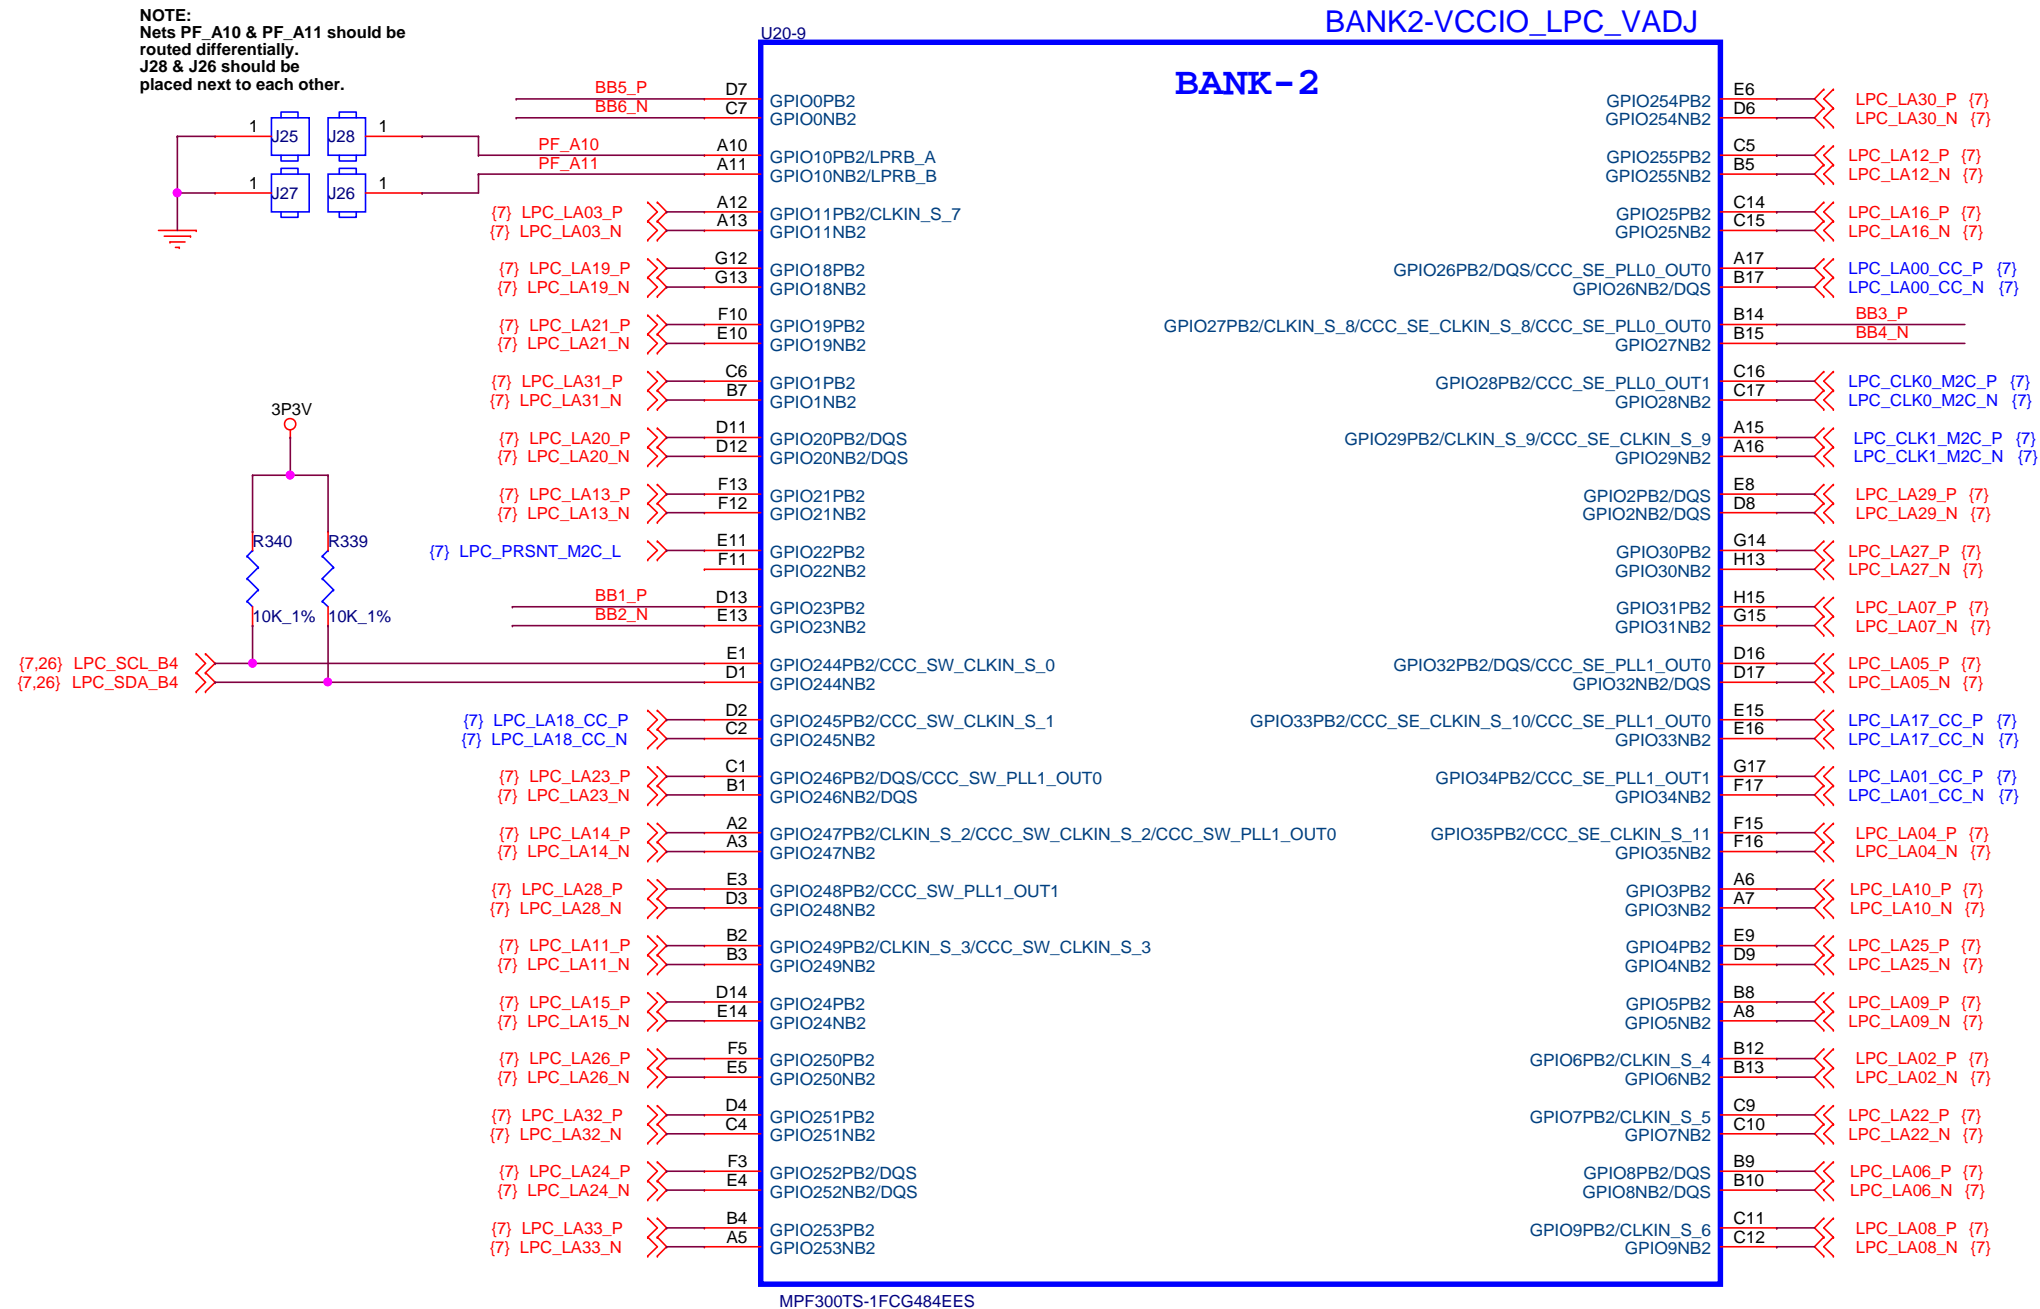 NOTE:
Nets PF_A10 & PF_A11 should be
routed differentially.
J28 & J26 should be
placed next to each other.
BANK2-VCCIO_LPC_VADJ
U20-9
BANK-2
1 J25 J28 1
1 J27 J26 1
3P3V
R340 R339
10K_1% 10K_1%
BB5_P D7 GPIO0PB2
BB6_N C7 GPIO0NB2
PF_A10 A10 GPIO10PB2/LPRB_A
PF_A11 A11 GPIO10NB2/LPRB_B
{7} LPC_LA03_P A12 GPIO11PB2/CLKIN_S_7
{7} LPC_LA03_N A13 GPIO11NB2
{7} LPC_LA19_P G12 GPIO18PB2
{7} LPC_LA19_N G13 GPIO18NB2
{7} LPC_LA21_P F10 GPIO19PB2
{7} LPC_LA21_N E10 GPIO19NB2
{7} LPC_LA31_P C6 GPIO1PB2
{7} LPC_LA31_N B7 GPIO1NB2
{7} LPC_LA20_P D11 GPIO20PB2/DQS
{7} LPC_LA20_N D12 GPIO20NB2/DQS
{7} LPC_LA13_P F13 GPIO21PB2
{7} LPC_LA13_N F12 GPIO21NB2
{7} LPC_PRSNT_M2C_L E11 GPIO22PB2
F11 GPIO22NB2
BB1_P D13 GPIO23PB2
BB2_N E13 GPIO23NB2
{7,26} LPC_SCL_B4 E1 GPIO244PB2/CCC_SW_CLKIN_S_0
{7,26} LPC_SDA_B4 D1 GPIO244NB2
{7} LPC_LA18_CC_P D2 GPIO245PB2/CCC_SW_CLKIN_S_1
{7} LPC_LA18_CC_N C2 GPIO245NB2
{7} LPC_LA23_P C1 GPIO246PB2/DQS/CCC_SW_PLL1_OUT0
{7} LPC_LA23_N B1 GPIO246NB2/DQS
{7} LPC_LA14_P A2 GPIO247PB2/CLKIN_S_2/CCC_SW_CLKIN_S_2/CCC_SW_PLL1_OUT0
{7} LPC_LA14_N A3 GPIO247NB2
{7} LPC_LA28_P E3 GPIO248PB2/CCC_SW_PLL1_OUT1
{7} LPC_LA28_N D3 GPIO248NB2
{7} LPC_LA11_P B2 GPIO249PB2/CLKIN_S_3/CCC_SW_CLKIN_S_3
{7} LPC_LA11_N B3 GPIO249NB2
{7} LPC_LA15_P D14 GPIO24PB2
{7} LPC_LA15_N E14 GPIO24NB2
{7} LPC_LA26_P F5 GPIO250PB2
{7} LPC_LA26_N E5 GPIO250NB2
{7} LPC_LA32_P D4 GPIO251PB2
{7} LPC_LA32_N C4 GPIO251NB2
{7} LPC_LA24_P F3 GPIO252PB2/DQS
{7} LPC_LA24_N E4 GPIO252NB2/DQS
{7} LPC_LA33_P B4 GPIO253PB2
{7} LPC_LA33_N A5 GPIO253NB2
GPIO254PB2 E6 LPC_LA30_P {7}
GPIO254NB2 D6 LPC_LA30_N {7}
GPIO255PB2 C5 LPC_LA12_P {7}
GPIO255NB2 B5 LPC_LA12_N {7}
GPIO25PB2 C14 LPC_LA16_P {7}
GPIO25NB2 C15 LPC_LA16_N {7}
GPIO26PB2/DQS/CCC_SE_PLL0_OUT0 A17 LPC_LA00_CC_P {7}
GPIO26NB2/DQS B17 LPC_LA00_CC_N {7}
GPIO27PB2/CLKIN_S_8/CCC_SE_CLKIN_S_8/CCC_SE_PLL0_OUT0 B14 BB3_P
GPIO27NB2 B15 BB4_N
GPIO28PB2/CCC_SE_PLL0_OUT1 C16 LPC_CLK0_M2C_P {7}
GPIO28NB2 C17 LPC_CLK0_M2C_N {7}
GPIO29PB2/CLKIN_S_9/CCC_SE_CLKIN_S_9 A15 LPC_CLK1_M2C_P {7}
GPIO29NB2 A16 LPC_CLK1_M2C_N {7}
GPIO2PB2/DQS E8 LPC_LA29_P {7}
GPIO2NB2/DQS D8 LPC_LA29_N {7}
GPIO30PB2 G14 LPC_LA27_P {7}
GPIO30NB2 H13 LPC_LA27_N {7}
GPIO31PB2 H15 LPC_LA07_P {7}
GPIO31NB2 G15 LPC_LA07_N {7}
GPIO32PB2/DQS/CCC_SE_PLL1_OUT0 D16 LPC_LA05_P {7}
GPIO32NB2/DQS D17 LPC_LA05_N {7}
GPIO33PB2/CCC_SE_CLKIN_S_10/CCC_SE_PLL1_OUT0 E15 LPC_LA17_CC_P {7}
GPIO33NB2 E16 LPC_LA17_CC_N {7}
GPIO34PB2/CCC_SE_PLL1_OUT1 G17 LPC_LA01_CC_P {7}
GPIO34NB2 F17 LPC_LA01_CC_N {7}
GPIO35PB2/CCC_SE_CLKIN_S_11 F15 LPC_LA04_P {7}
GPIO35NB2 F16 LPC_LA04_N {7}
GPIO3PB2 A6 LPC_LA10_P {7}
GPIO3NB2 A7 LPC_LA10_N {7}
GPIO4PB2 E9 LPC_LA25_P {7}
GPIO4NB2 D9 LPC_LA25_N {7}
GPIO5PB2 B8 LPC_LA09_P {7}
GPIO5NB2 A8 LPC_LA09_N {7}
GPIO6PB2/CLKIN_S_4 B12 LPC_LA02_P {7}
GPIO6NB2 B13 LPC_LA02_N {7}
GPIO7PB2/CLKIN_S_5 C9 LPC_LA22_P {7}
GPIO7NB2 C10 LPC_LA22_N {7}
GPIO8PB2/DQS B9 LPC_LA06_P {7}
GPIO8NB2/DQS B10 LPC_LA06_N {7}
GPIO9PB2/CLKIN_S_6 C11 LPC_LA08_P {7}
GPIO9NB2 C12 LPC_LA08_N {7}
MPF300TS-1FCG484EES